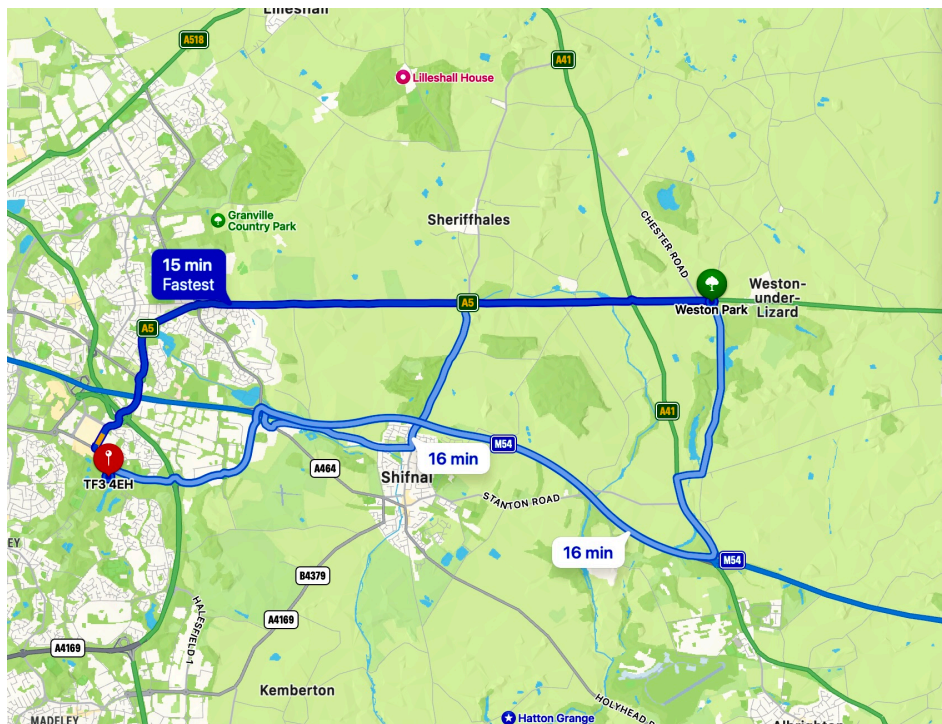 Lilleshall
A518
A41
Lilleshall House
Granville
Country Park
Sheriffhales
CHESTER ROAD
15 min
Fastest
A5
Weston-
under-
Lizard
Weston Park
A5
A41
M54
16 min
A464
Shifnal
TF3 4EH
STANTON ROAD
16 min
M54
B4379
A4169
HALESFIELD 1
A4169
Kemberton
HOLYHEAD R
MADELEY
Hatton Grange
Albrighton
EY